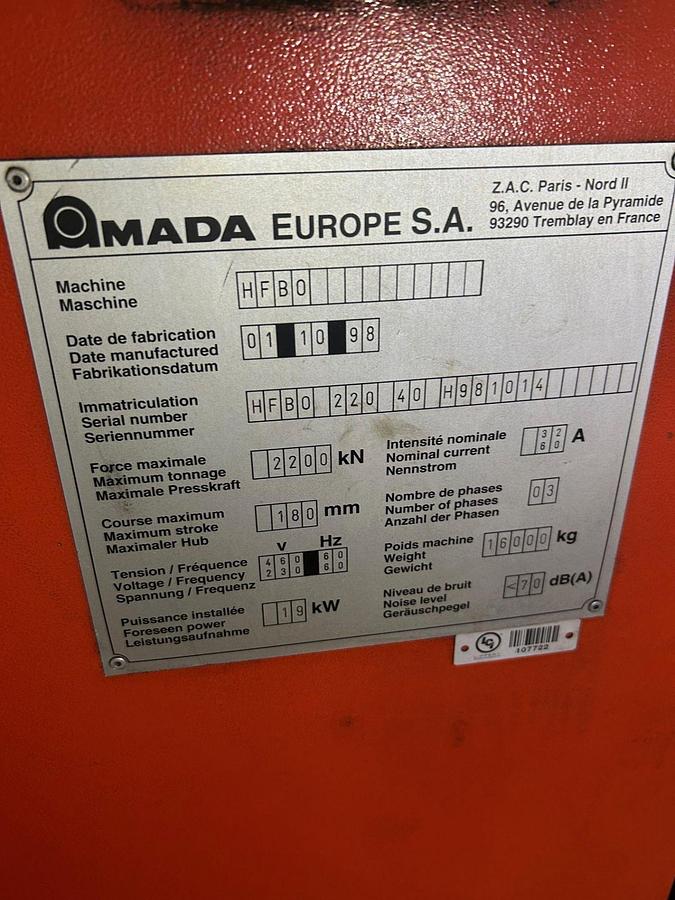 AMADA EUROPE S.A.
Z.A.C. Paris - Nord II
96, Avenue de la Pyramide
93290 Tremblay en France
Machine
Maschine
HFBO
Date de fabrication
Date manufactured
Fabrikationsdatum
01 10 98
Immatriculation
Serial number
Seriennummer
HFBO 220 40 H981014
Force maximale
Maximum tonnage
Maximale Presskraft
2200 kN
Intensité nominale
Nominal current
Nennstrom
32
60
A
Course maximum
Maximum stroke
Maximaler Hub
180 mm
Nombre de phases
Number of phases
Anzahl der Phasen
03
Tension / Fréquence
Voltage / Frequency
Spannung / Frequenz
V Hz
460 60
230 60
Poids machine
Weight
Gewicht
16000 kg
Puissance installée
Foreseen power
Leistungsaufnahme
19 kW
Niveau de bruit
Noise level
Geräuschpegel
<70 dB(A)
107722